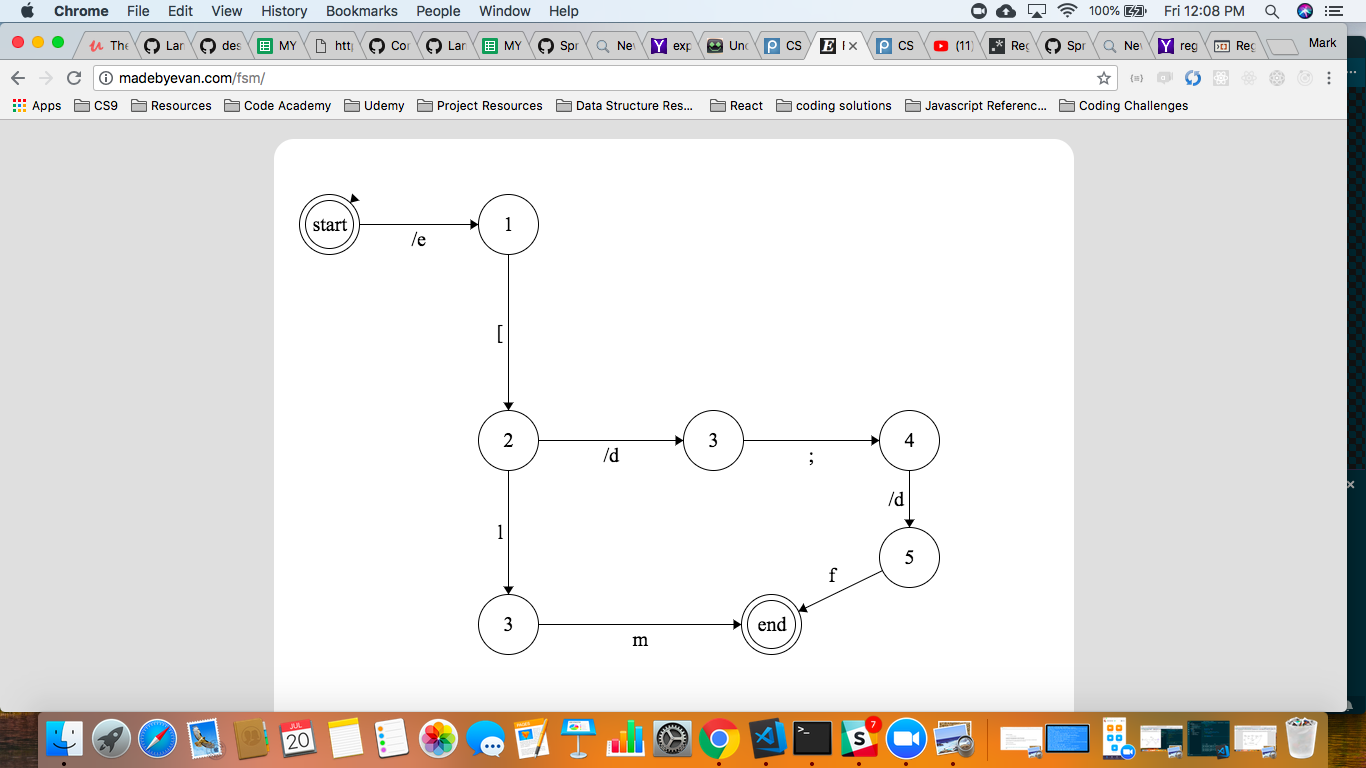 Chrome File Edit View History Bookmarks People Window Help 100% Fri 12:08 PM
The Lar des MY http Cor Lar MY Spr Nev exp Unc CS F CS (11) Reg Spr Nev reg Reg Mark
madebyevan.com/fsm/
Apps CS9 Resources Code Academy Udemy Project Resources Data Structure Res... React coding solutions Javascript Referenc... Coding Challenges
start /e 1
[
2 /d 3 ; 4
/d
l
5
f
3 m end
JUL
20
PAGES
>_
S 7